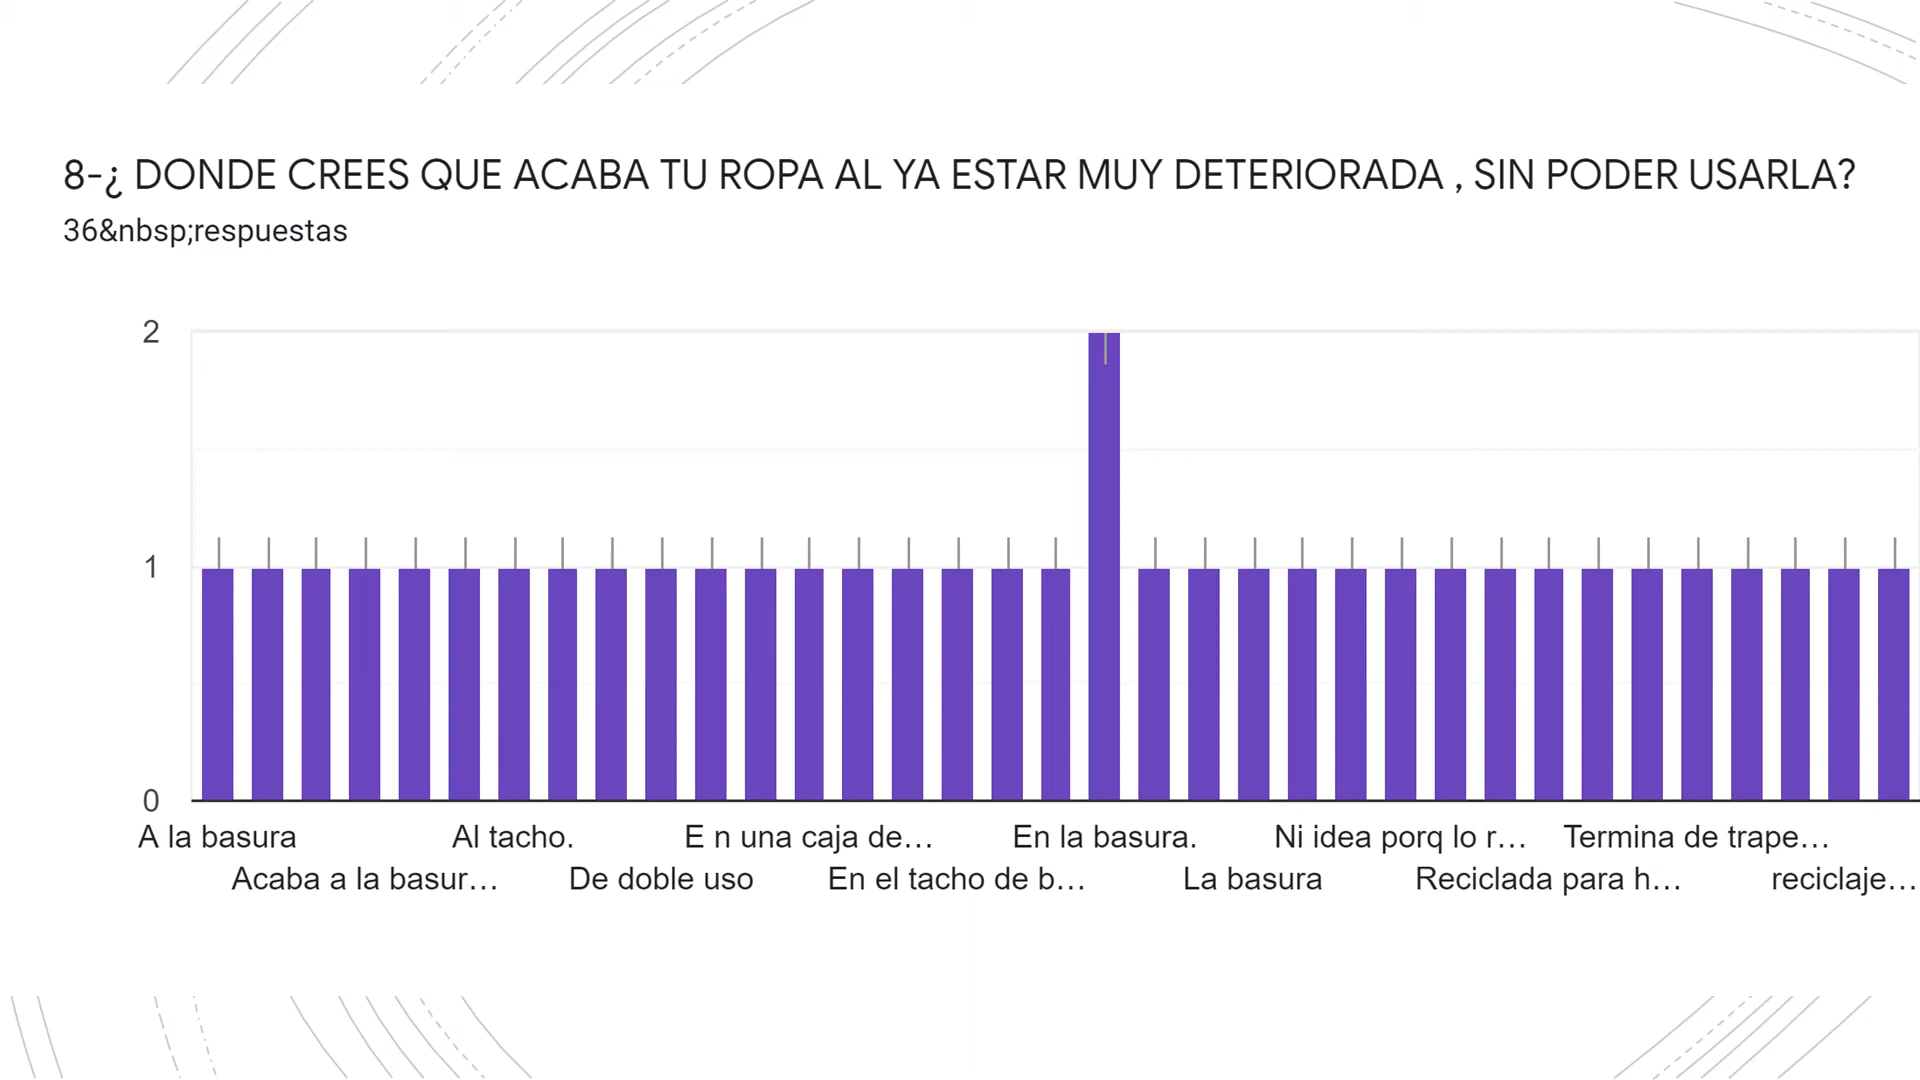 8-¿ DONDE CREES QUE ACABA TU ROPA AL YA ESTAR MUY DETERIORADA , SIN PODER USARLA?
36&nbsp;respuestas
2
1
0
A la basura
Al tacho.
E n una caja de…
En la basura.
Ni idea porq lo r…
Termina de trape…
Acaba a la basur…
De doble uso
En el tacho de b…
La basura
Reciclada para h…
reciclaje…